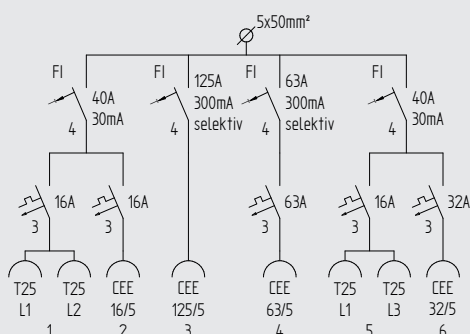 5x50mm²
FI FI FI FI
40A 125A 63A 40A
30mA 300mA 300mA 30mA
selektiv selektiv
4 4 4 4
16A 16A 63A 16A 32A
3 3 3 3 3
T25 T25 CEE CEE CEE T25 T25 CEE
L1 L2 16/5 125/5 63/5 L1 L3 32/5
1 2 3 4 5 6